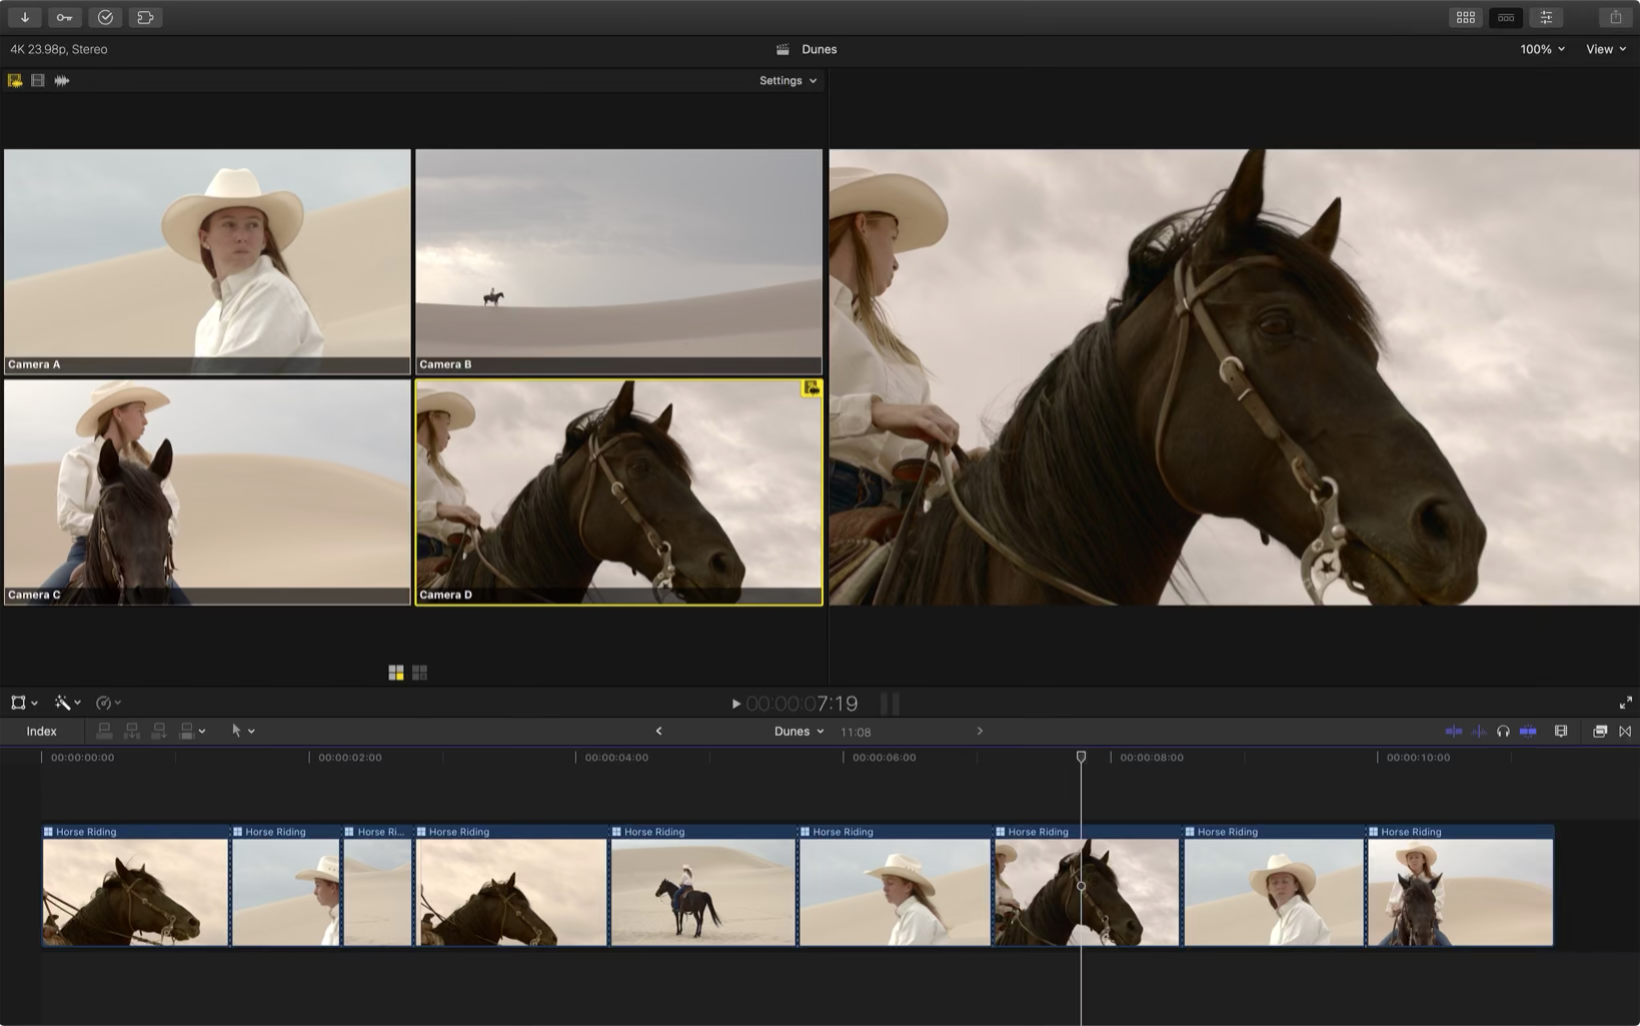 4K 23.98p, Stereo
Dunes
100%
View
Settings
Camera A
Camera B
Camera C
Camera D
00:00:00:07:19
Index
Dunes
11:08
00:00:00:00
00:00:02:00
00:00:04:00
00:00:06:00
00:00:08:00
00:00:10:00
Horse Riding
Horse Riding
Horse Ri...
Horse Riding
Horse Riding
Horse Riding
Horse Riding
Horse Riding
Horse Riding